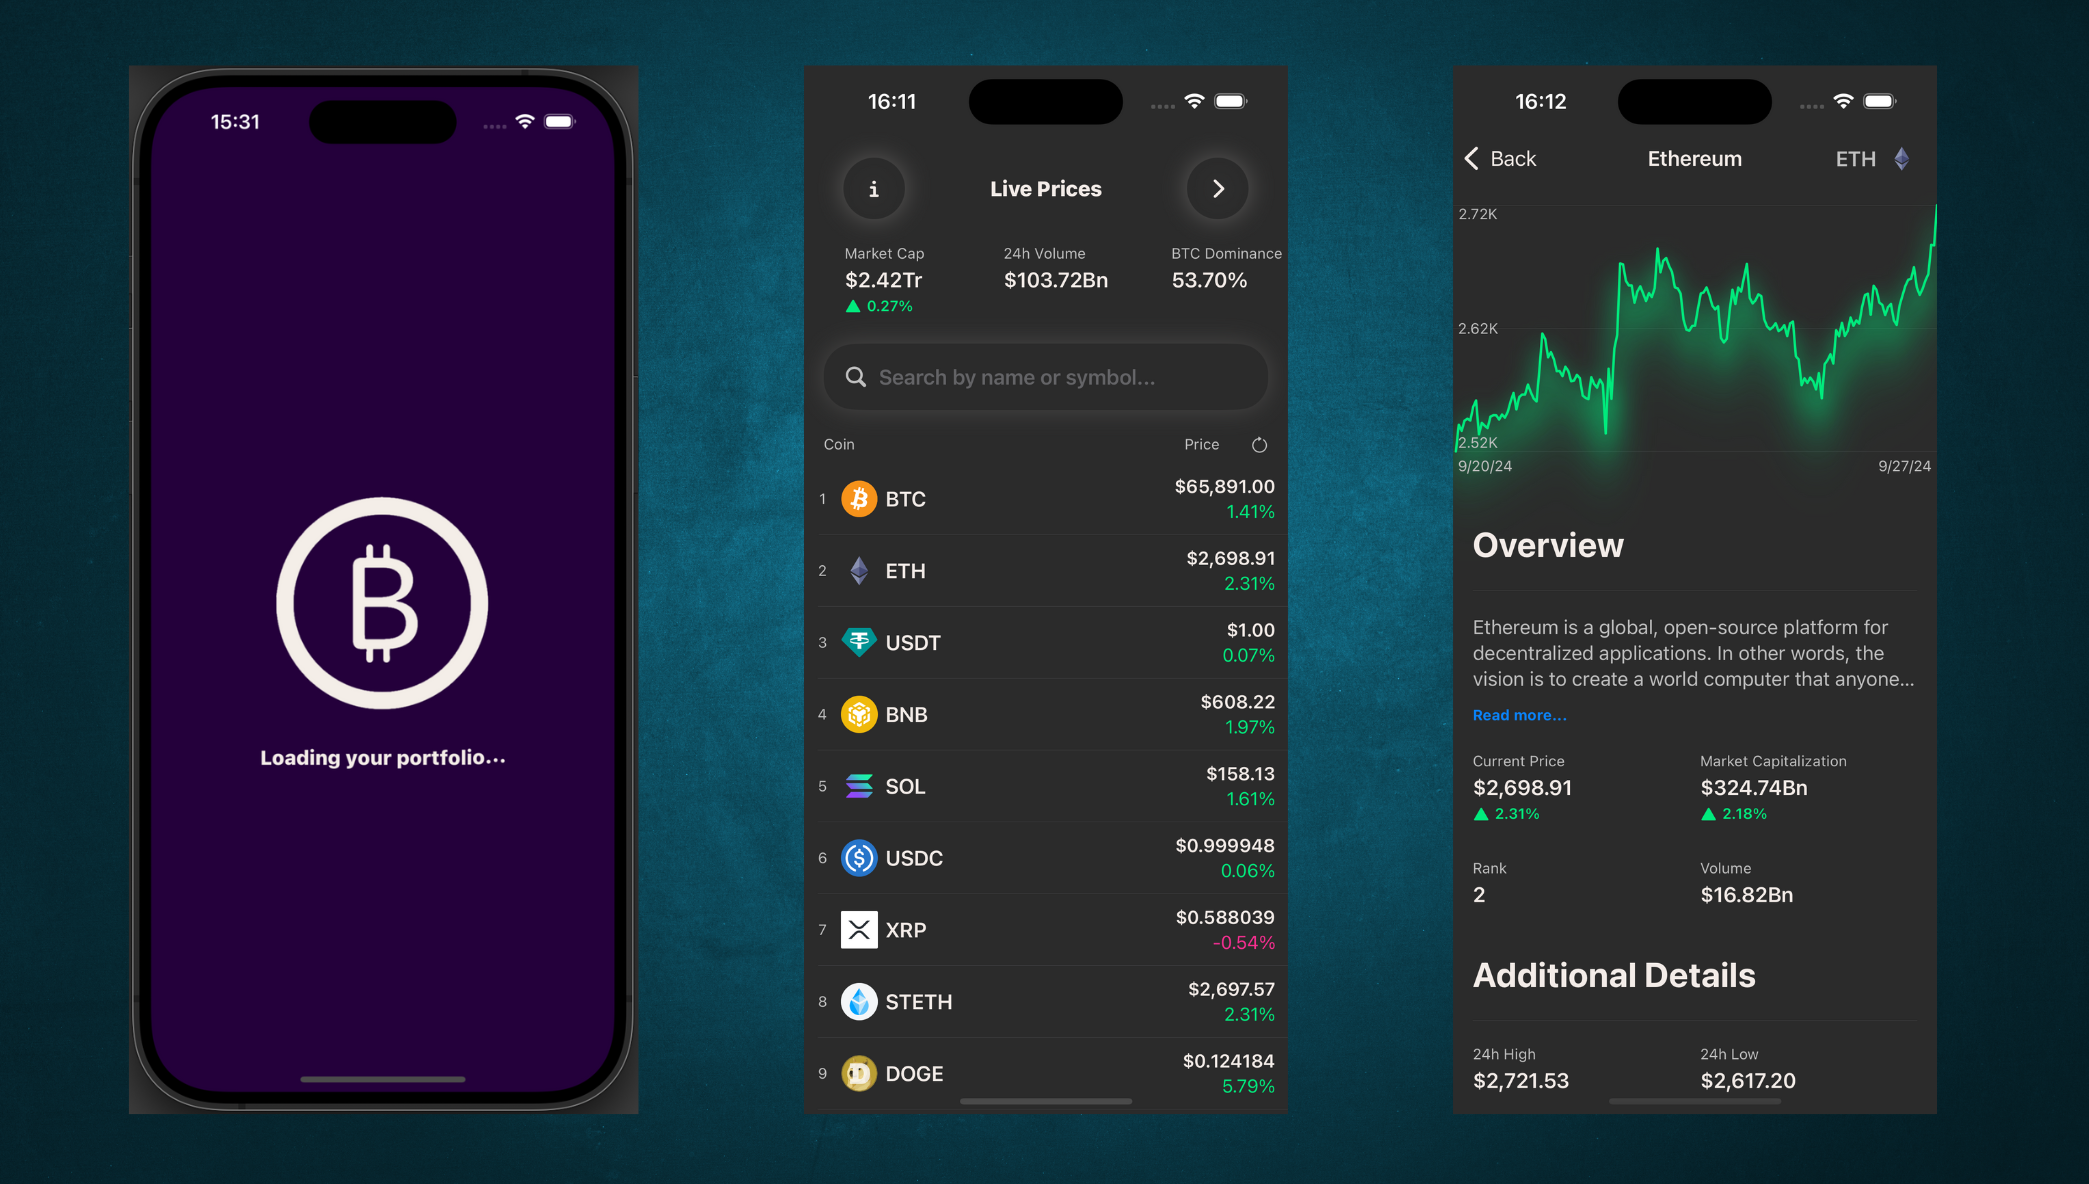 15:31
Loading your portfolio...
16:11
i
Live Prices
Market Cap
24h Volume
BTC Dominance
$2.42Tr
$103.72Bn
53.70%
0.27%
Search by name or symbol...
Coin
Price
1
BTC
$65,891.00
1.41%
2
ETH
$2,698.91
2.31%
3
USDT
$1.00
0.07%
4
BNB
$608.22
1.97%
5
SOL
$158.13
1.61%
6
USDC
$0.999948
0.06%
7
XRP
$0.588039
-0.54%
8
STETH
$2,697.57
2.31%
9
DOGE
$0.124184
5.79%
16:12
Back
Ethereum
ETH
2.72K
2.62K
2.52K
9/20/24
9/27/24
Overview
Ethereum is a global, open-source platform for
decentralized applications. In other words, the
vision is to create a world computer that anyone...
Read more...
Current Price
Market Capitalization
$2,698.91
$324.74Bn
2.31%
2.18%
Rank
Volume
2
$16.82Bn
Additional Details
24h High
24h Low
$2,721.53
$2,617.20